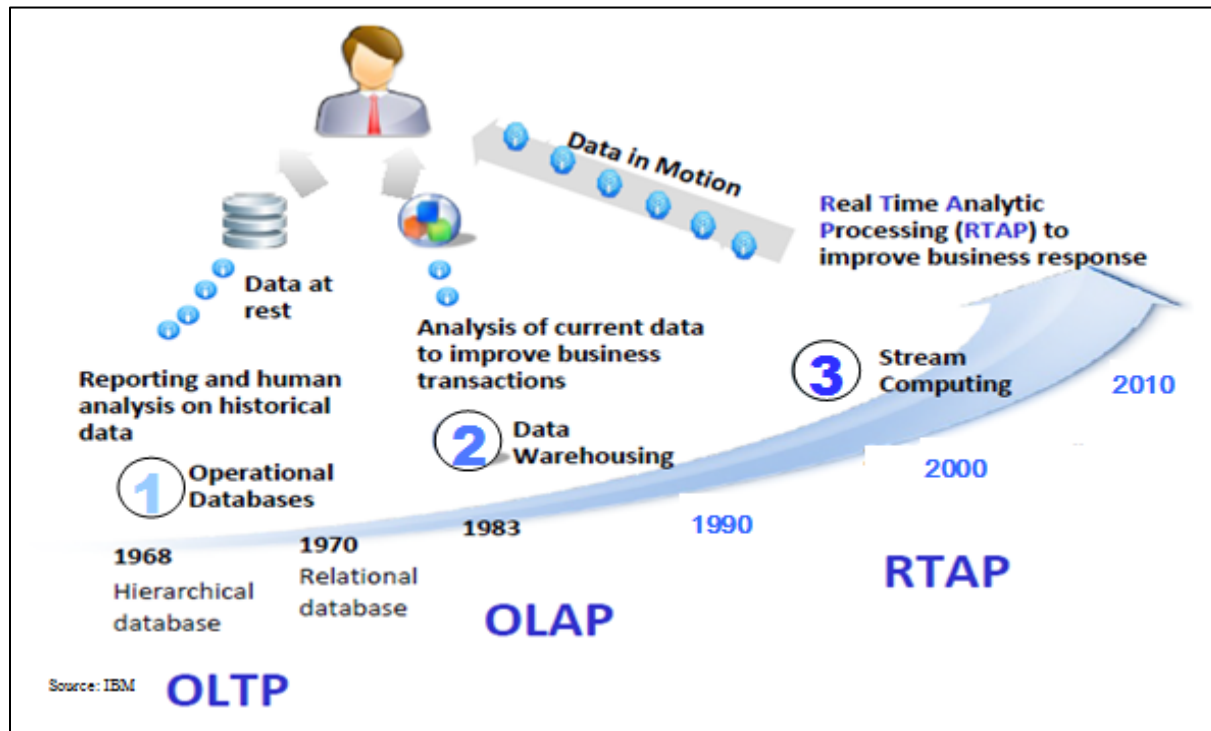 Data in Motion
Real Time Analytic
Processing (RTAP) to
improve business response
Data at
rest
Analysis of current data
to improve business
transactions
Reporting and human
analysis on historical
data
3
Stream
Computing
2010
2
Data
Warehousing
1
Operational
Databases
2000
1990
1983
1968
Hierarchical
database
1970
Relational
database
RTAP
OLAP
Source: IBM
OLTP